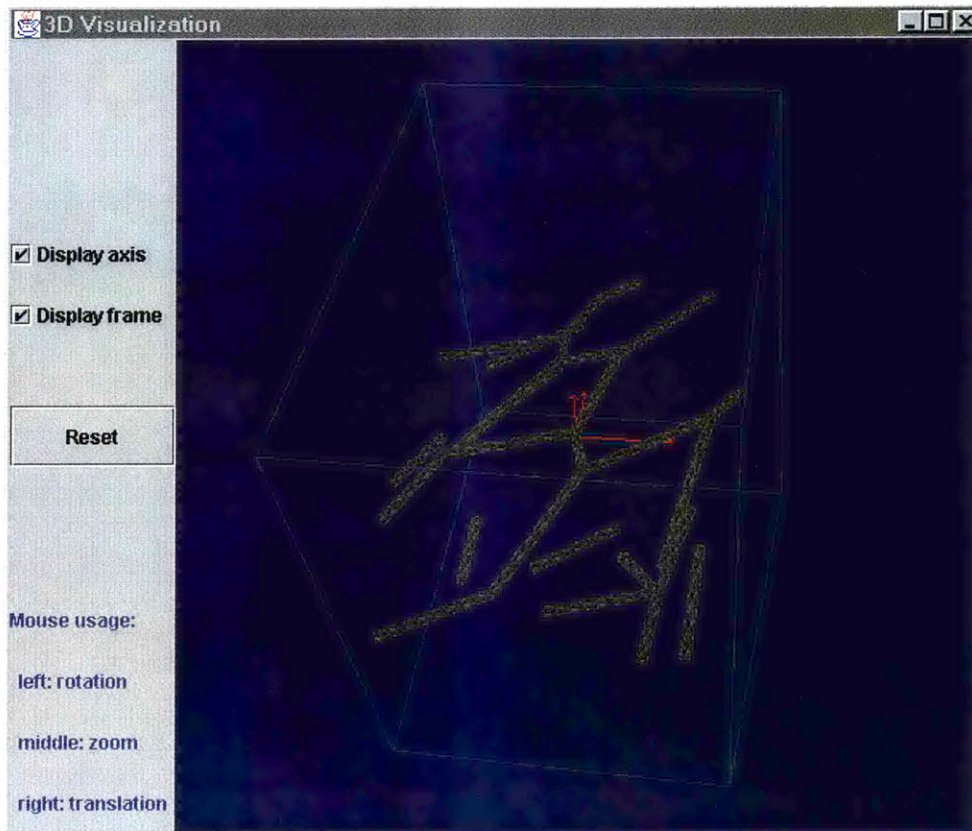 3D Visualization
Display axis
Display frame
Reset
Mouse usage:
left: rotation
middle: zoom
right: translation